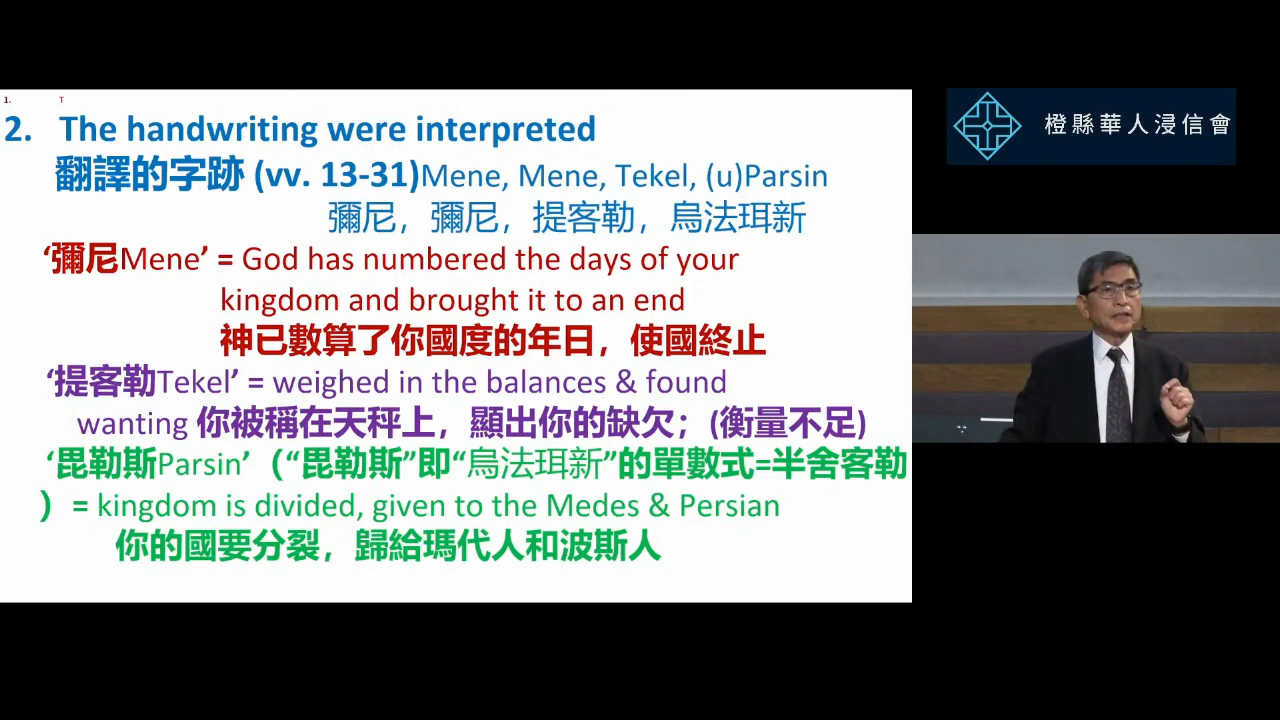 1. T
2. The handwriting were interpreted
翻譯的字跡 (vv. 13-31)Mene, Mene, Tekel, (u)Parsin
彌尼，彌尼，提客勒，烏法珥新
‘彌尼Mene’ = God has numbered the days of your
kingdom and brought it to an end
神已數算了你國度的年日，使國終止
‘提客勒Tekel’ = weighed in the balances & found
wanting 你被稱在天秤上，顯出你的缺欠；(衡量不足)
‘毘勒斯Parsin’（“毘勒斯”即“烏法珥新”的單數式=半舍客勒
）= kingdom is divided, given to the Medes & Persian
你的國要分裂，歸給瑪代人和波斯人
橙縣華人浸信會